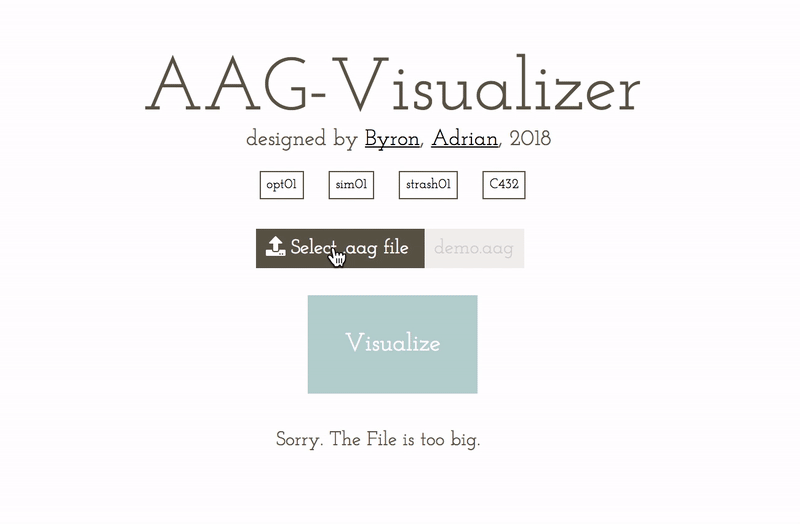 AAG-Visualizer
designed by Byron, Adrian, 2018
opt01 sim01 strash01 C432
Select .aag file demo.aag
Visualize
Sorry. The File is too big.